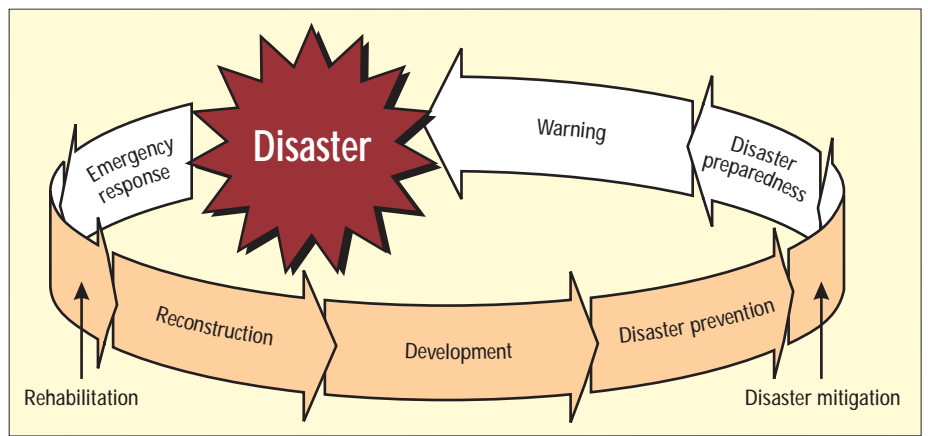 Disaster
Warning
Disaster
preparedness
Emergency
response
Reconstruction
Development
Disaster prevention
Rehabilitation
Disaster mitigation